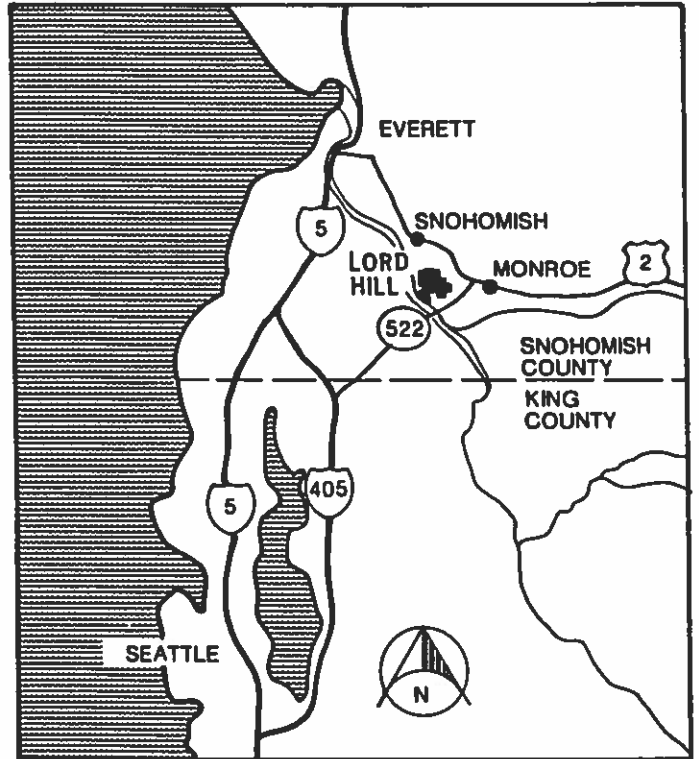 EVERETT
5
SNOHOMISH
LORD
HILL
MONROE
2
522
SNOHOMISH
COUNTY
KING
COUNTY
5
405
SEATTLE
N